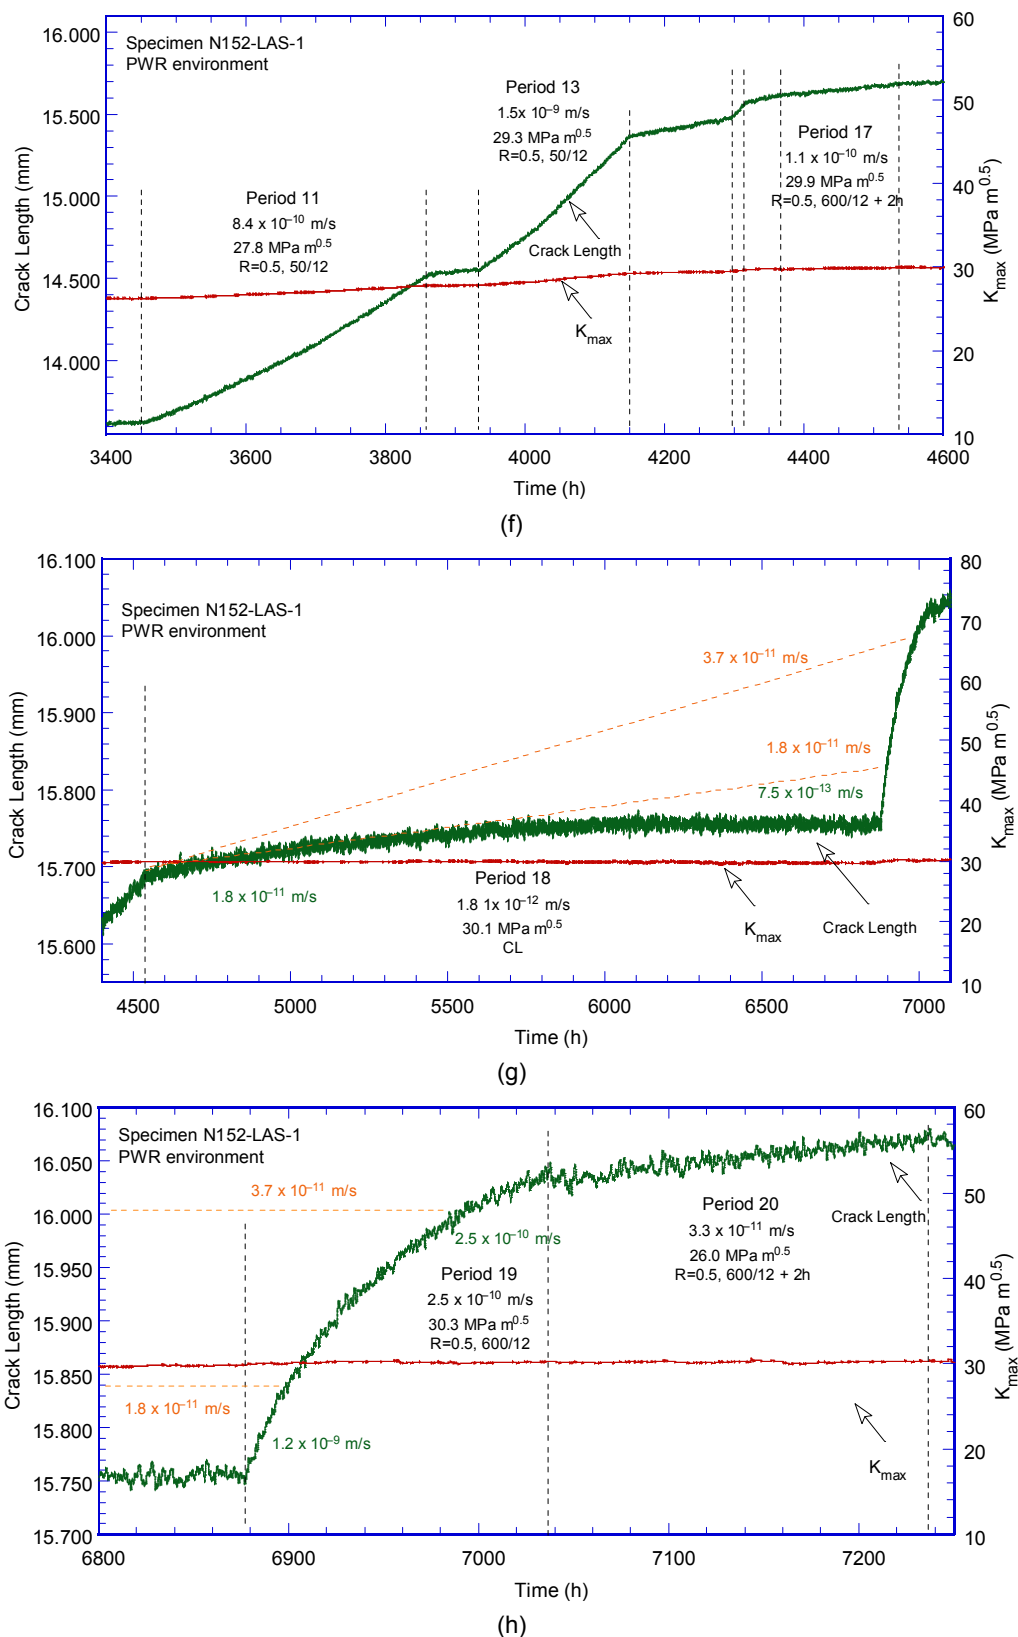 Specimen N152-LAS-1
PWR environment
Period 11
8.4 x 10⁻¹⁰ m/s
27.8 MPa m⁰·⁵
R=0.5, 50/12
Period 13
1.5x 10⁻⁹ m/s
29.3 MPa m⁰·⁵
R=0.5, 50/12
Period 17
1.1 x 10⁻¹⁰ m/s
29.9 MPa m⁰·⁵
R=0.5, 600/12 + 2h
Crack Length
Kmax
16.000
15.500
15.000
14.500
14.000
Crack Length (mm)
60
50
40
30
20
10
Kmax (MPa m⁰·⁵)
3400 3600 3800 4000 4200 4400 4600
Time (h)
(f)
Specimen N152-LAS-1
PWR environment
3.7 x 10⁻¹¹ m/s
1.8 x 10⁻¹¹ m/s
7.5 x 10⁻¹³ m/s
1.8 x 10⁻¹¹ m/s
Period 18
1.8 1x 10⁻¹² m/s
30.1 MPa m⁰·⁵
CL
Kmax
Crack Length
16.100
16.000
15.900
15.800
15.700
15.600
Crack Length (mm)
80
70
60
50
40
30
20
10
Kmax (MPa m⁰·⁵)
4500 5000 5500 6000 6500 7000
Time (h)
(g)
Specimen N152-LAS-1
PWR environment
3.7 x 10⁻¹¹ m/s
2.5 x 10⁻¹⁰ m/s
Period 19
2.5 x 10⁻¹⁰ m/s
30.3 MPa m⁰·⁵
R=0.5, 600/12
Period 20
3.3 x 10⁻¹¹ m/s
26.0 MPa m⁰·⁵
R=0.5, 600/12 + 2h
Crack Length
1.8 x 10⁻¹¹ m/s
1.2 x 10⁻⁹ m/s
Kmax
16.100
16.050
16.000
15.950
15.900
15.850
15.800
15.750
15.700
Crack Length (mm)
60
50
40
30
20
10
Kmax (MPa m⁰·⁵)
6800 6900 7000 7100 7200
Time (h)
(h)